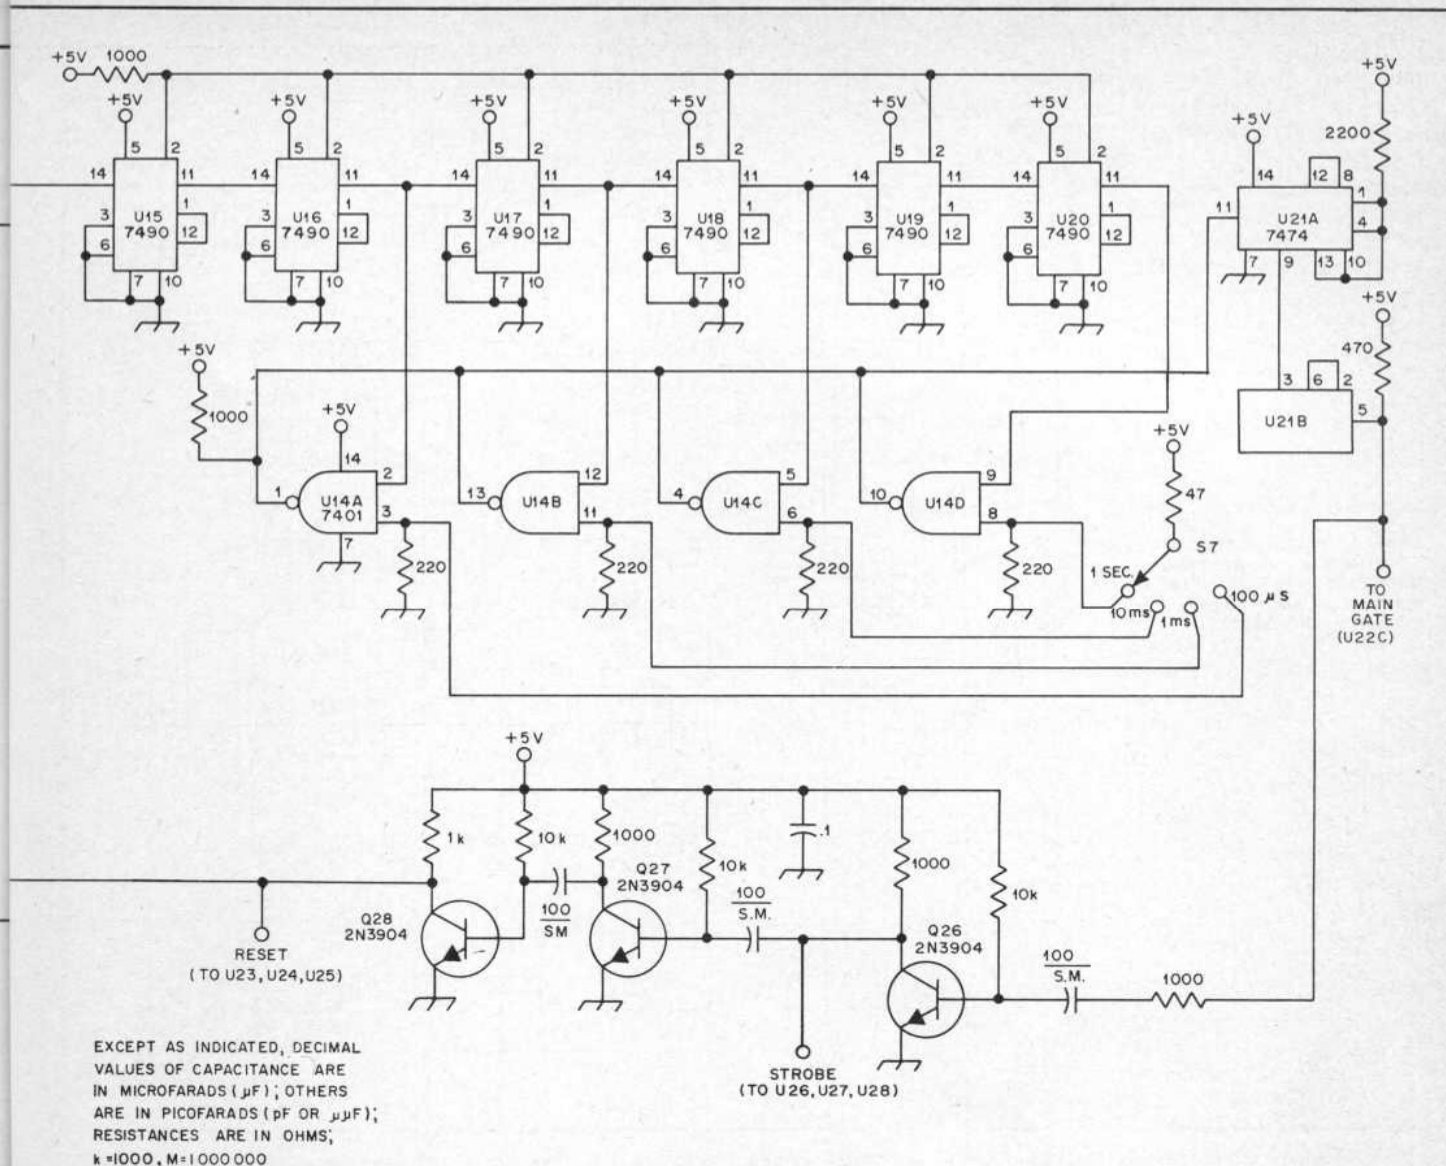 +5V 1000
+5V +5V +5V +5V +5V +5V +5V +5V
5 2 5 2 5 2 5 2 5 2 5 2
2200
14 12 8
14 11 14 11 14 11 14 11 14 11 14 11
1 1 1 1 1 1 11 1
3 U15 3 U16 3 U17 3 U18 3 U19 3 U20 U21A 4
7490 12 7490 12 7490 12 7490 12 7490 12 7490 12 7474
6 6 6 6 6 6
7 10 7 10 7 10 7 10 7 10 7 10 7 9 13 10
+5V
+5V 470
1000 +5V
3 6 2
U21B 5
+5V
14 2 12 5 9
1 U14A 13 U14B 4 U14C 10 U14D
7401 3 11 6 8
47
7
S7
220 220 220 220
1 SEC.
10ms 1ms 100 µs
TO
MAIN
GATE
(U22C)
+5V
1k 10k 1000 .1 1000
10k 10k
Q27
2N3904
100
SM
100
S.M.
Q28
2N3904
Q26
2N3904
100
S.M.
1000
RESET
(TO U23, U24, U25)
STROBE
(TO U26, U27, U28)
EXCEPT AS INDICATED, DECIMAL
VALUES OF CAPACITANCE ARE
IN MICROFARADS (µF); OTHERS
ARE IN PICOFARADS (pF OR µµF);
RESISTANCES ARE IN OHMS;
k=1000, M=1000000